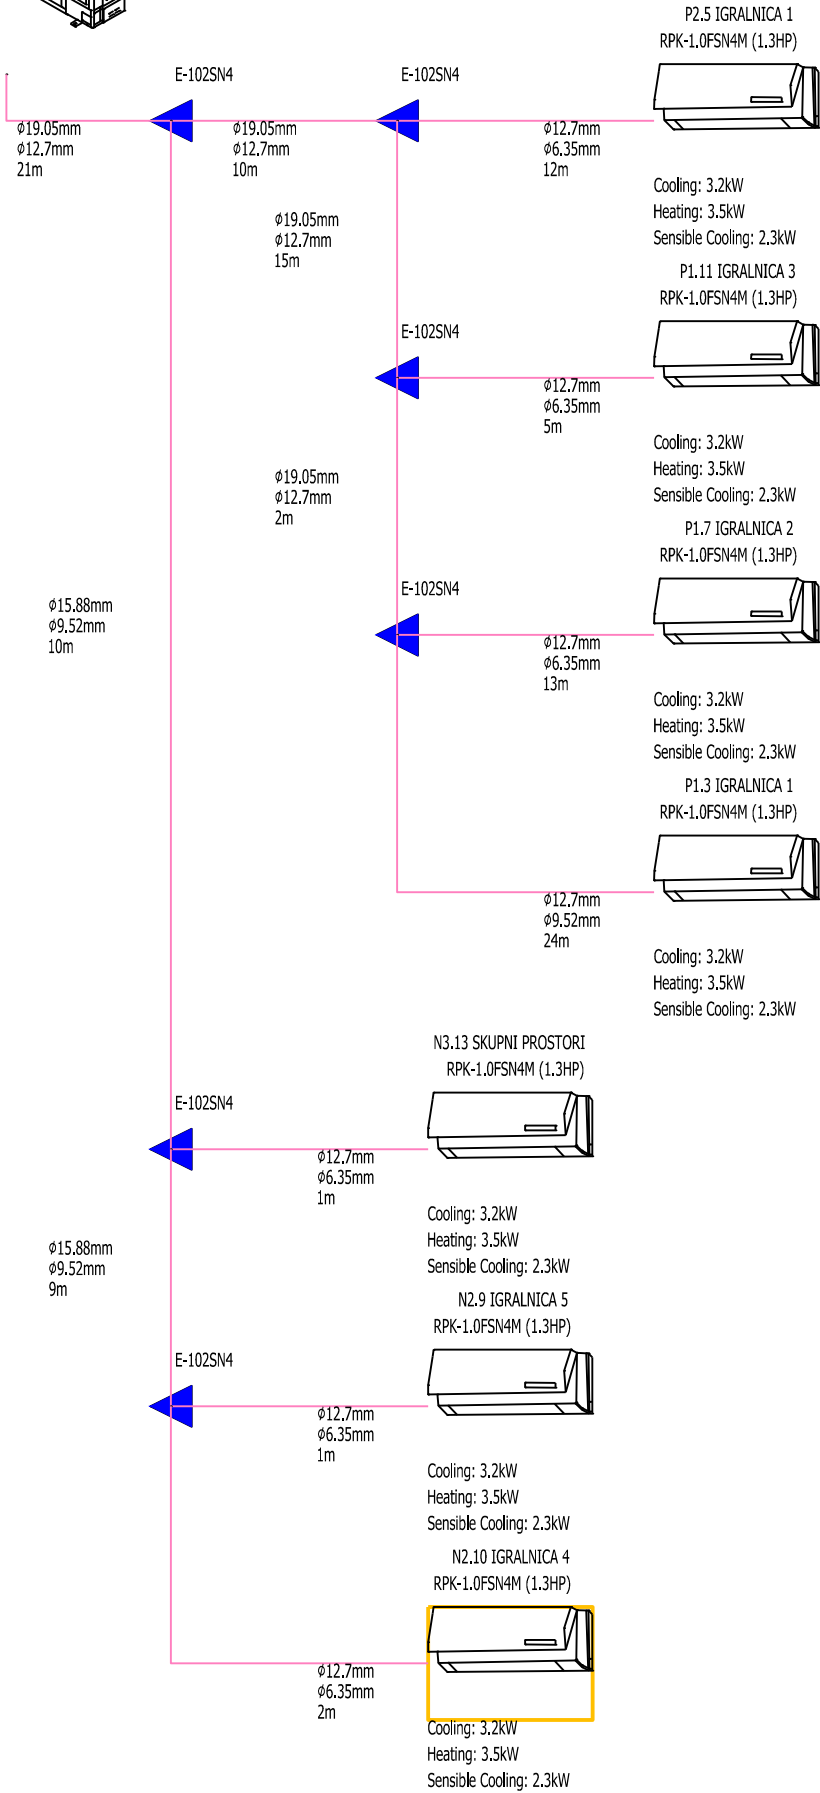 P2.5 IGRALNICA 1
RPK-1.0FSN4M (1.3HP)
E-102SN4
E-102SN4
ϕ19.05mm
ϕ12.7mm
21m
ϕ19.05mm
ϕ12.7mm
10m
ϕ12.7mm
ϕ6.35mm
12m
Cooling: 3.2kW
Heating: 3.5kW
Sensible Cooling: 2.3kW
ϕ19.05mm
ϕ12.7mm
15m
P1.11 IGRALNICA 3
RPK-1.0FSN4M (1.3HP)
E-102SN4
ϕ12.7mm
ϕ6.35mm
5m
Cooling: 3.2kW
Heating: 3.5kW
Sensible Cooling: 2.3kW
ϕ19.05mm
ϕ12.7mm
2m
P1.7 IGRALNICA 2
RPK-1.0FSN4M (1.3HP)
E-102SN4
ϕ15.88mm
ϕ9.52mm
10m
ϕ12.7mm
ϕ6.35mm
13m
Cooling: 3.2kW
Heating: 3.5kW
Sensible Cooling: 2.3kW
P1.3 IGRALNICA 1
RPK-1.0FSN4M (1.3HP)
ϕ12.7mm
ϕ9.52mm
24m
Cooling: 3.2kW
Heating: 3.5kW
Sensible Cooling: 2.3kW
N3.13 SKUPNI PROSTORI
RPK-1.0FSN4M (1.3HP)
E-102SN4
ϕ12.7mm
ϕ6.35mm
1m
Cooling: 3.2kW
Heating: 3.5kW
Sensible Cooling: 2.3kW
ϕ15.88mm
ϕ9.52mm
9m
N2.9 IGRALNICA 5
RPK-1.0FSN4M (1.3HP)
E-102SN4
ϕ12.7mm
ϕ6.35mm
1m
Cooling: 3.2kW
Heating: 3.5kW
Sensible Cooling: 2.3kW
N2.10 IGRALNICA 4
RPK-1.0FSN4M (1.3HP)
ϕ12.7mm
ϕ6.35mm
2m
Cooling: 3.2kW
Heating: 3.5kW
Sensible Cooling: 2.3kW